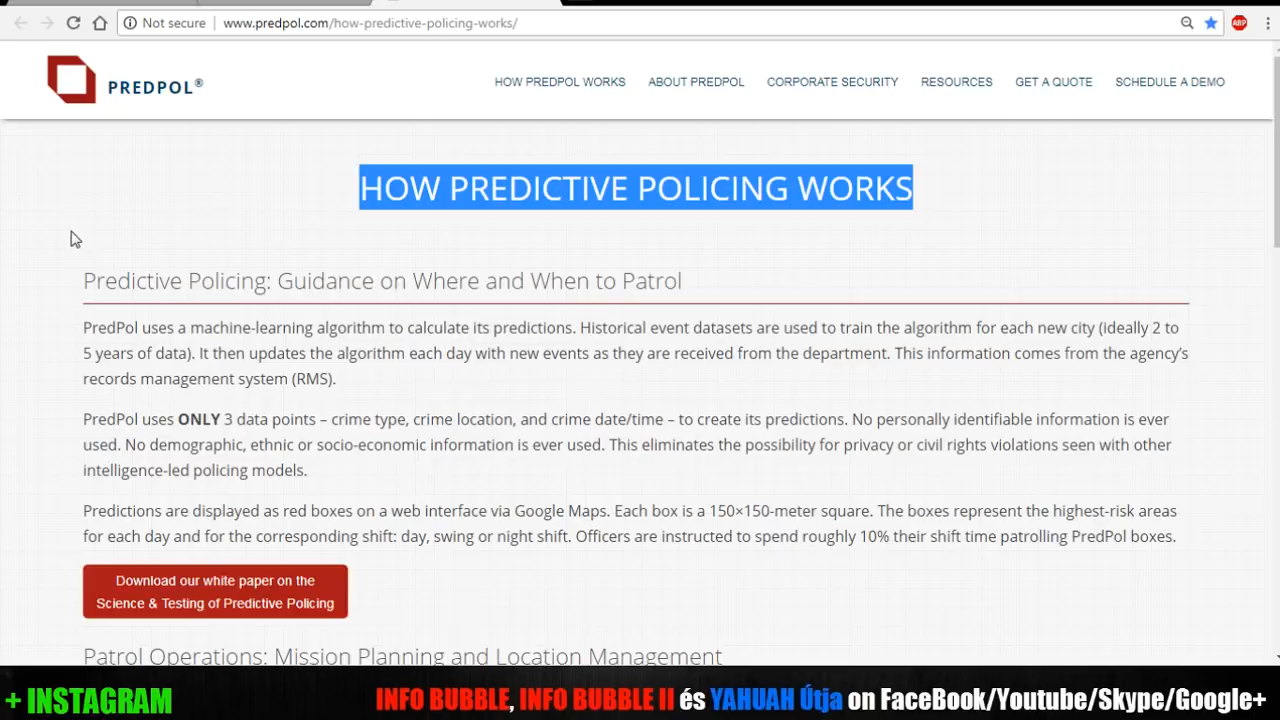 Not secure
www.predpol.com/how-predictive-policing-works/
ABP
PREDPOL®
HOW PREDPOL WORKS
ABOUT PREDPOL
CORPORATE SECURITY
RESOURCES
GET A QUOTE
SCHEDULE A DEMO
HOW PREDICTIVE POLICING WORKS
Predictive Policing: Guidance on Where and When to Patrol
PredPol uses a machine-learning algorithm to calculate its predictions. Historical event datasets are used to train the algorithm for each new city (ideally 2 to
5 years of data). It then updates the algorithm each day with new events as they are received from the department. This information comes from the agency’s
records management system (RMS).
PredPol uses ONLY 3 data points – crime type, crime location, and crime date/time – to create its predictions. No personally identifiable information is ever
used. No demographic, ethnic or socio-economic information is ever used. This eliminates the possibility for privacy or civil rights violations seen with other
intelligence-led policing models.
Predictions are displayed as red boxes on a web interface via Google Maps. Each box is a 150×150-meter square. The boxes represent the highest-risk areas
for each day and for the corresponding shift: day, swing or night shift. Officers are instructed to spend roughly 10% their shift time patrolling PredPol boxes.
Download our white paper on the
Science & Testing of Predictive Policing
Patrol Operations: Mission Planning and Location Management
+ INSTAGRAM
INFO BUBBLE, INFO BUBBLE II és YAHUAH Útja on FaceBook/Youtube/Skype/Google+